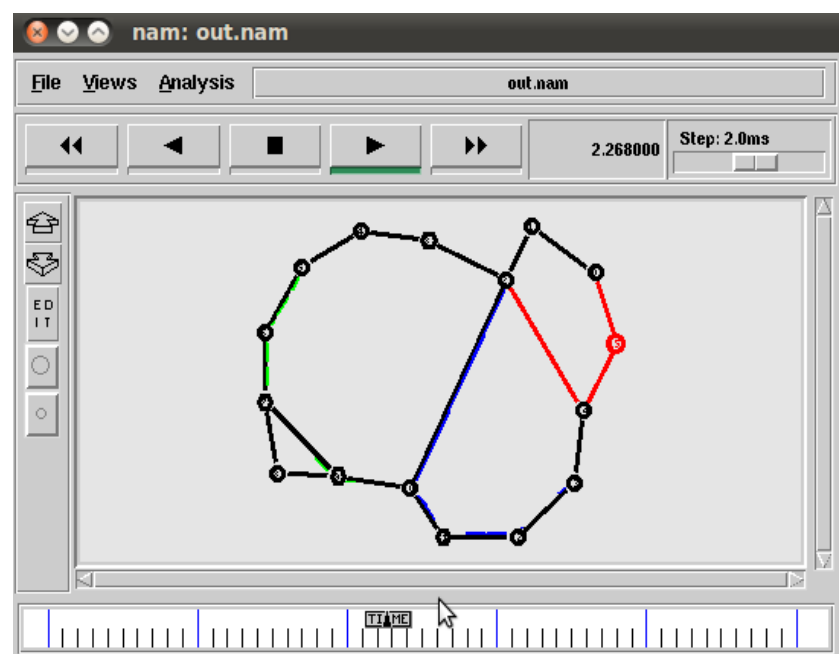 nam: out.nam
File Views Analysis out.nam
2.268000 Step: 2.0ms
ED
IT
TIME